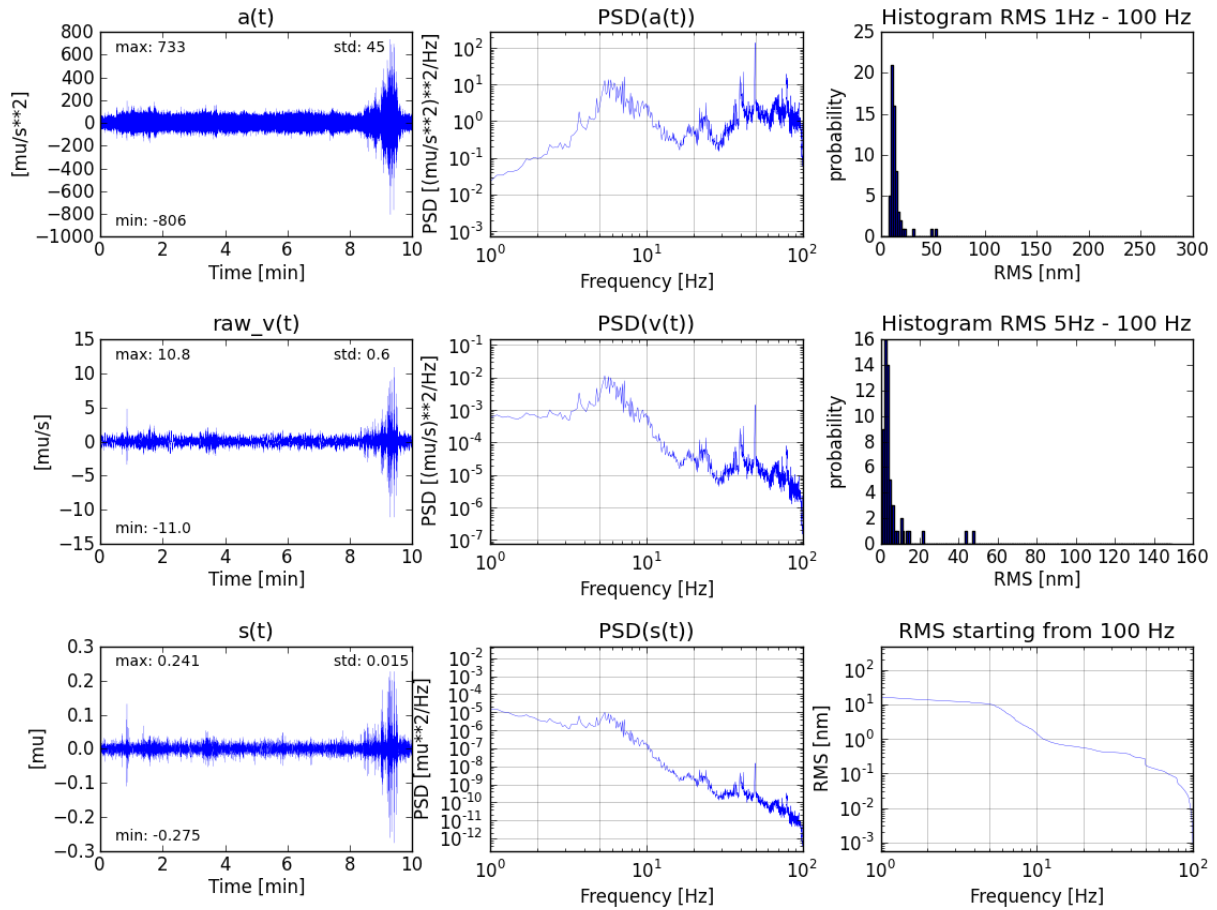 a(t)
max: 733
std: 45
min: -806
800
600
400
200
0
−200
−400
−600
−800
−1000
[mu/s**2]
0 2 4 6 8 10
Time [min]
PSD(a(t))
10^2
10^1
10^0
10^-1
10^-2
10^-3
PSD [(mu/s**2)**2/Hz]
10^0 10^1 10^2
Frequency [Hz]
Histogram RMS 1Hz - 100 Hz
25
20
15
10
5
0
probability
0 50 100 150 200 250 300
RMS [nm]
raw_v(t)
max: 10.8
std: 0.6
min: -11.0
15
10
5
0
−5
−10
−15
[mu/s]
0 2 4 6 8 10
Time [min]
PSD(v(t))
10^-1
10^-2
10^-3
10^-4
10^-5
10^-6
10^-7
PSD [(mu/s)**2/Hz]
10^0 10^1 10^2
Frequency [Hz]
Histogram RMS 5Hz - 100 Hz
16
14
12
10
8
6
4
2
0
probability
0 20 40 60 80 100 120 140 160
RMS [nm]
s(t)
max: 0.241
std: 0.015
min: -0.275
0.3
0.2
0.1
0.0
−0.1
−0.2
−0.3
[mu]
0 2 4 6 8 10
Time [min]
PSD(s(t))
10^-2
10^-3
10^-4
10^-5
10^-6
10^-7
10^-8
10^-9
10^-10
10^-11
10^-12
PSD [mu**2/Hz]
10^0 10^1 10^2
Frequency [Hz]
RMS starting from 100 Hz
10^2
10^1
10^0
10^-1
10^-2
10^-3
RMS [nm]
10^0 10^1 10^2
Frequency [Hz]